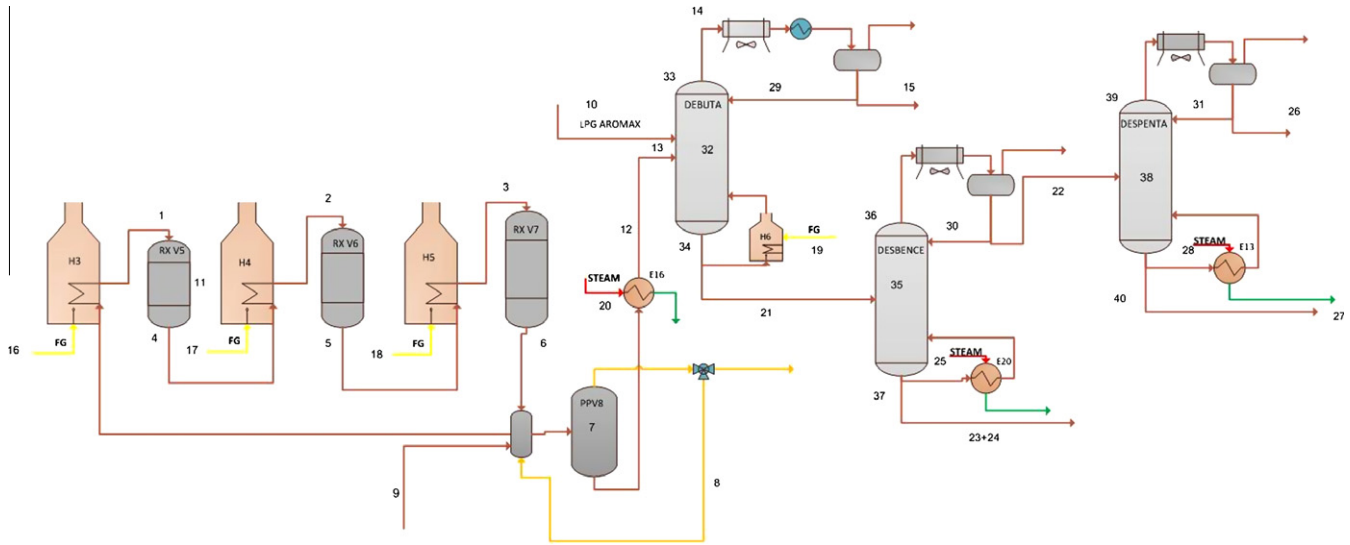 14
33
29
15
DEBUTA
32
10
LPG AROMAX
13
12
34
H6
FG
19
39
31
26
DESPENTA
38
22
36
30
DESBENCE
35
21
STEAM
28
E13
40
27
1
2
3
RX V5
RX V6
RX V7
H3
H4
H5
11
4
5
6
16
FG
17
FG
18
FG
STEAM
E16
20
STEAM
25
E20
37
23+24
PPV8
7
8
9